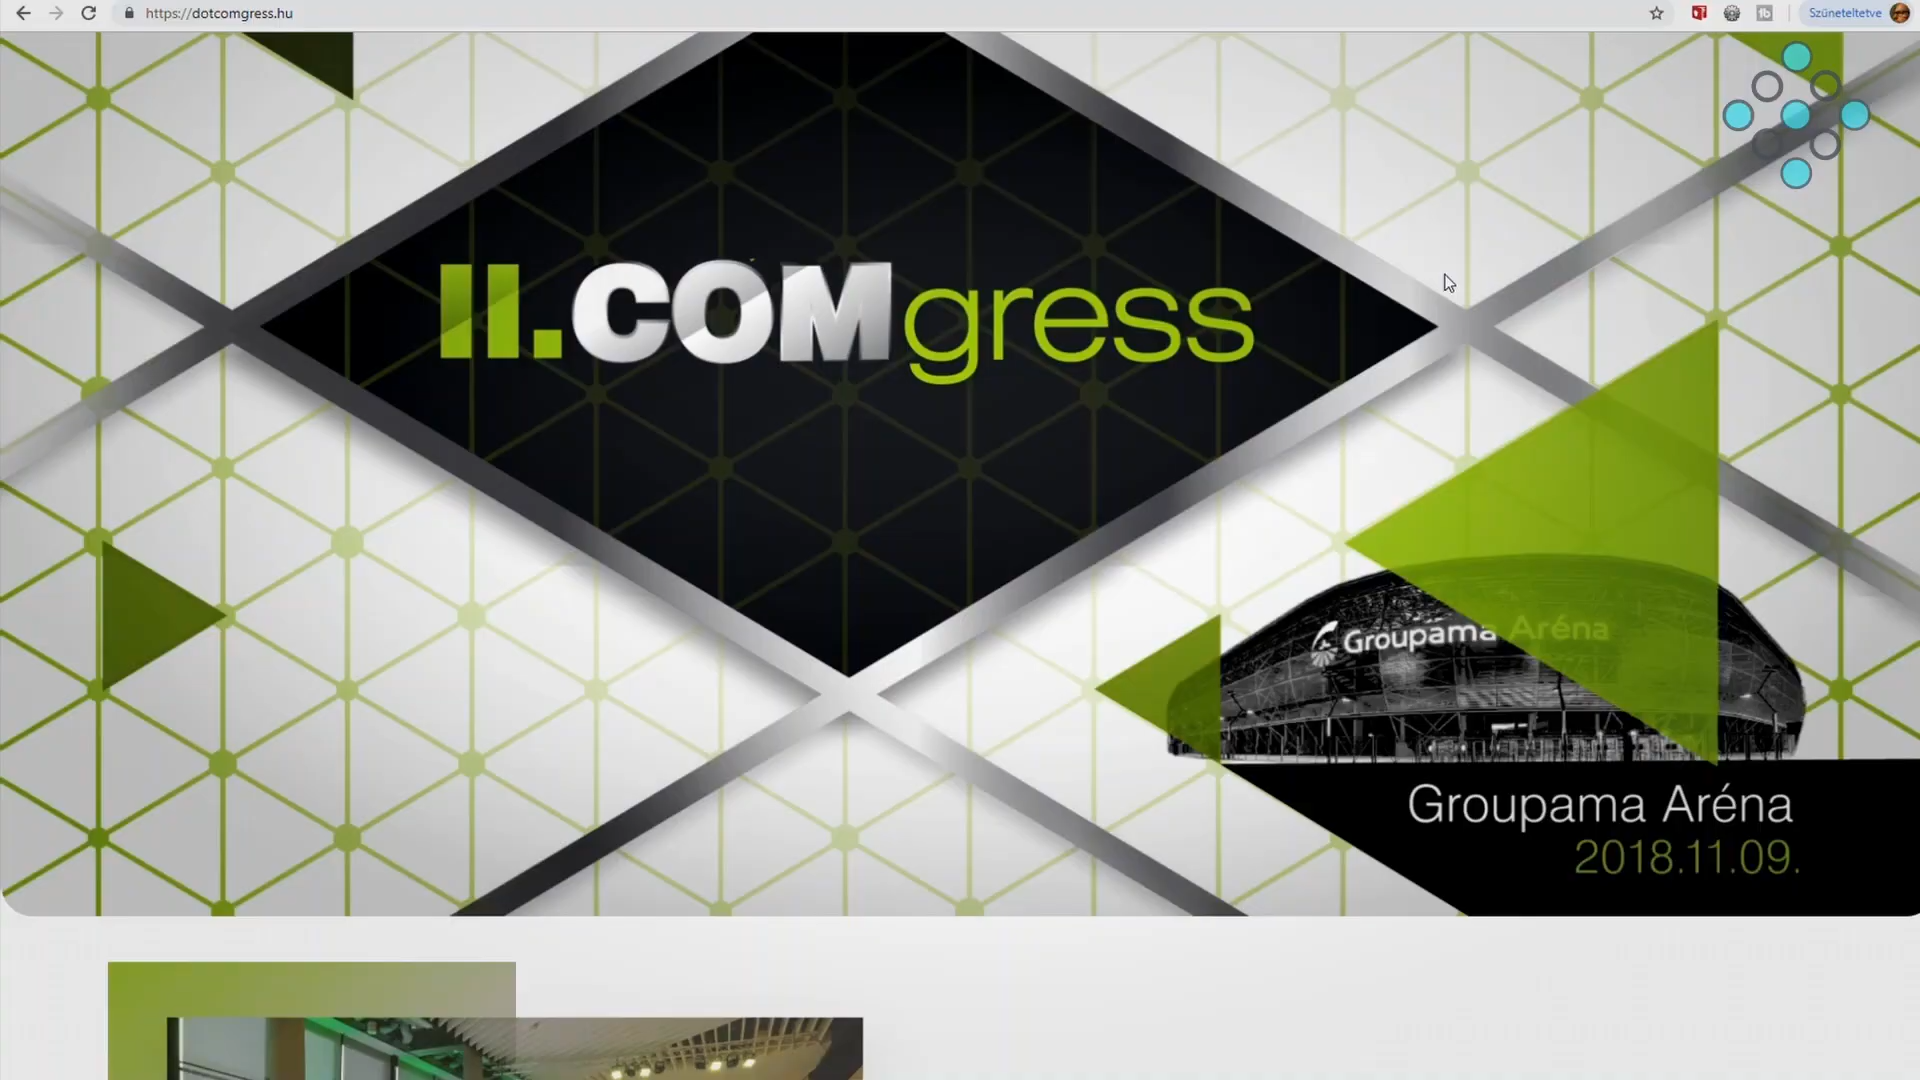 https://dotcomgress.hu
Szüneteltetve
II.COMgress
Groupama Aréna
Groupama Aréna
2018.11.09.